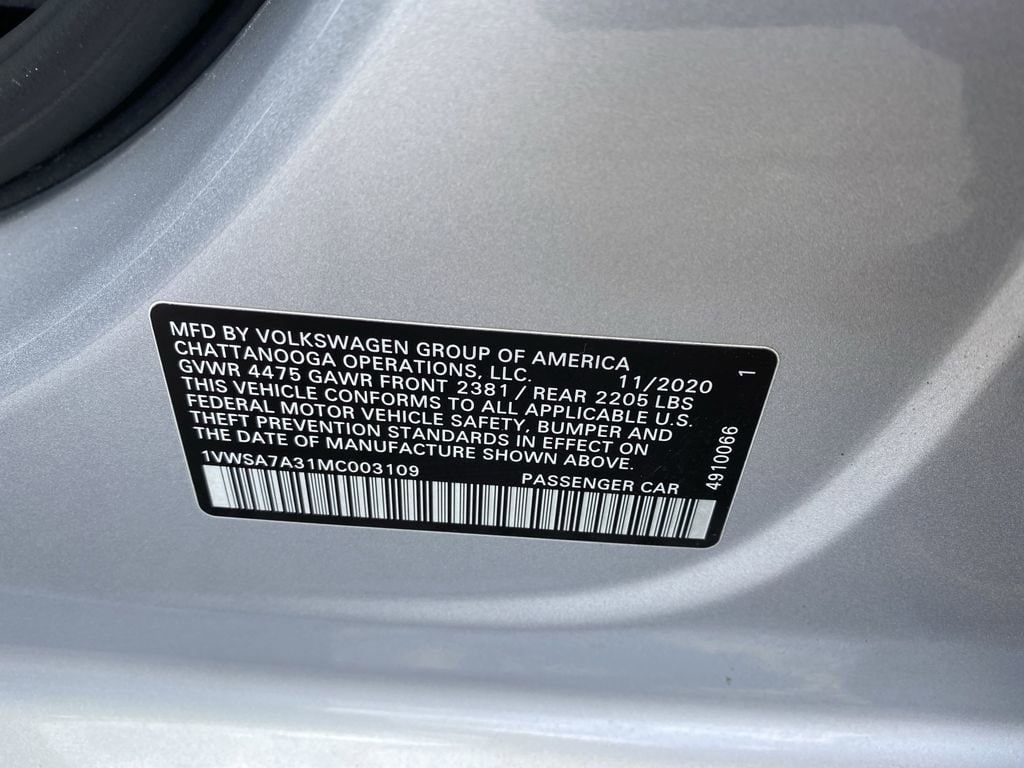 MFD BY VOLKSWAGEN GROUP OF AMERICA
CHATTANOOGA OPERATIONS, LLC. 11/2020
GVWR 4475 GAWR FRONT 2381 / REAR 2205 LBS
THIS VEHICLE CONFORMS TO ALL APPLICABLE U.S.
FEDERAL MOTOR VEHICLE SAFETY, BUMPER AND
THEFT PREVENTION STANDARDS IN EFFECT ON
THE DATE OF MANUFACTURE SHOWN ABOVE.
1VWSA7A31MC003109 PASSENGER CAR
4910066 1